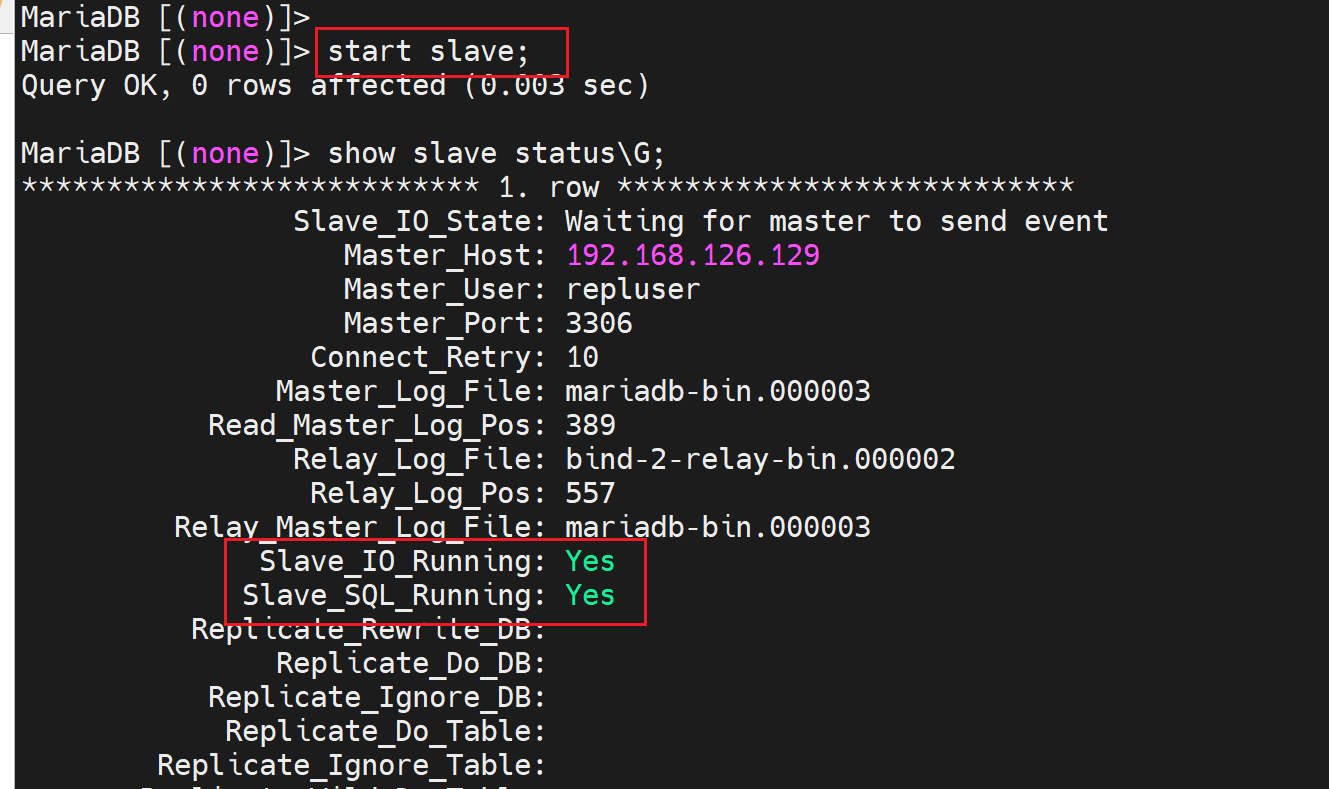 MariaDB [(none)]>
MariaDB [(none)]> start slave;
Query OK, 0 rows affected (0.003 sec)
MariaDB [(none)]> show slave status\G;
*************************** 1. row ***************************
Slave_IO_State: Waiting for master to send event
Master_Host: 192.168.126.129
Master_User: repluser
Master_Port: 3306
Connect_Retry: 10
Master_Log_File: mariadb-bin.000003
Read_Master_Log_Pos: 389
Relay_Log_File: bind-2-relay-bin.000002
Relay_Log_Pos: 557
Relay_Master_Log_File: mariadb-bin.000003
Slave_IO_Running: Yes
Slave_SQL_Running: Yes
Replicate_Rewrite_DB:
Replicate_Do_DB:
Replicate_Ignore_DB:
Replicate_Do_Table:
Replicate_Ignore_Table: